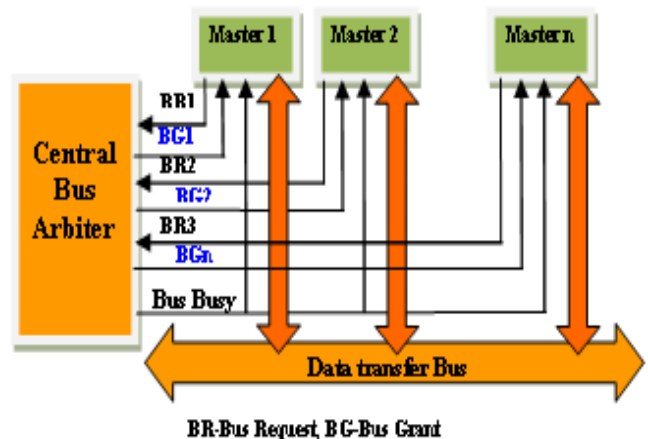 Master 1
Master 2
Master n
BR1
BG1
BR2
BG2
BR3
BGn
Central
Bus
Arbiter
Bus Busy
Data transfer Bus
BR-Bus Request, BG-Bus Grant